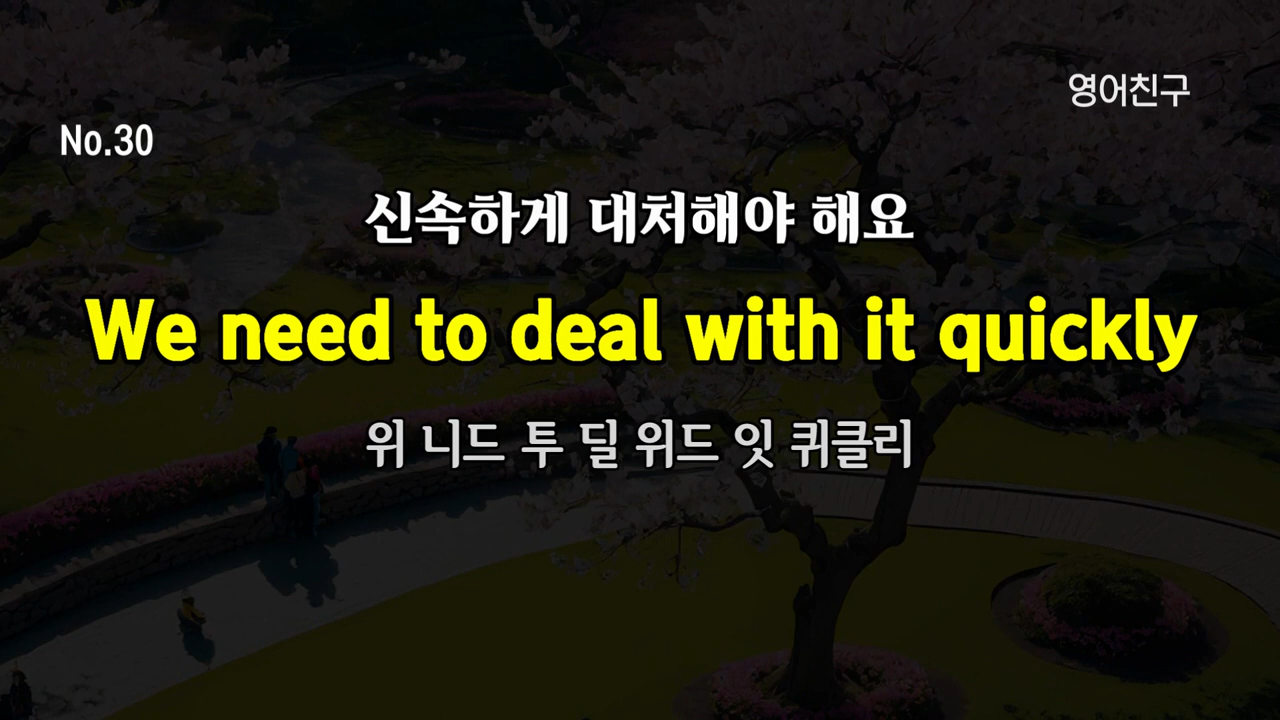 영어친구
No.30
신속하게 대처해야 해요
We need to deal with it quickly
위 니드 투 딜 위드 잇 퀴클리